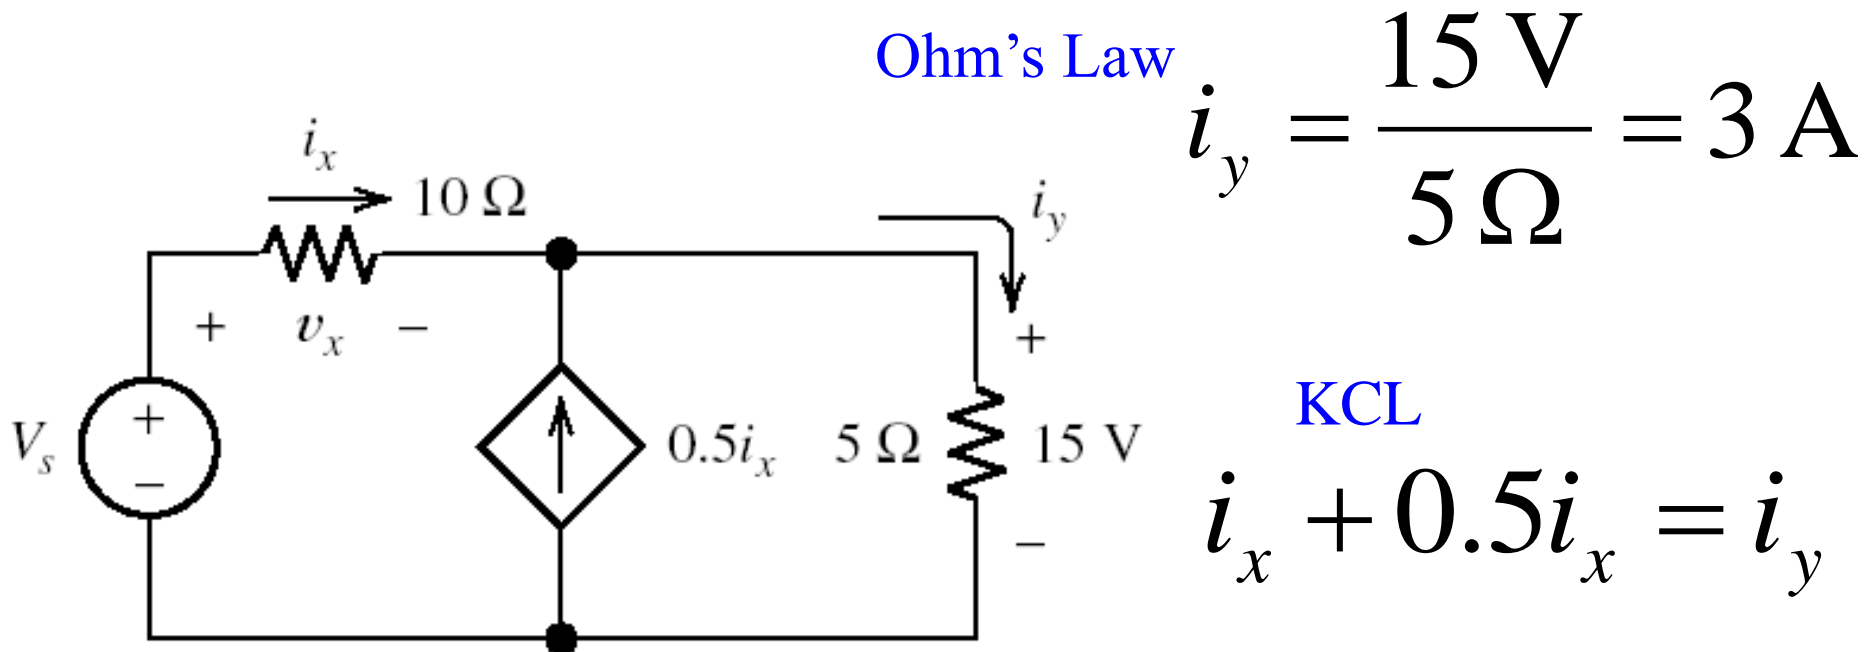 Ohm's Law
i_y = 15 V / 5 Ω = 3 A
i_x
10 Ω
i_y
+ v_x −
+
V_s
+
−
0.5i_x
5 Ω
15 V
−
KCL
i_x + 0.5i_x = i_y